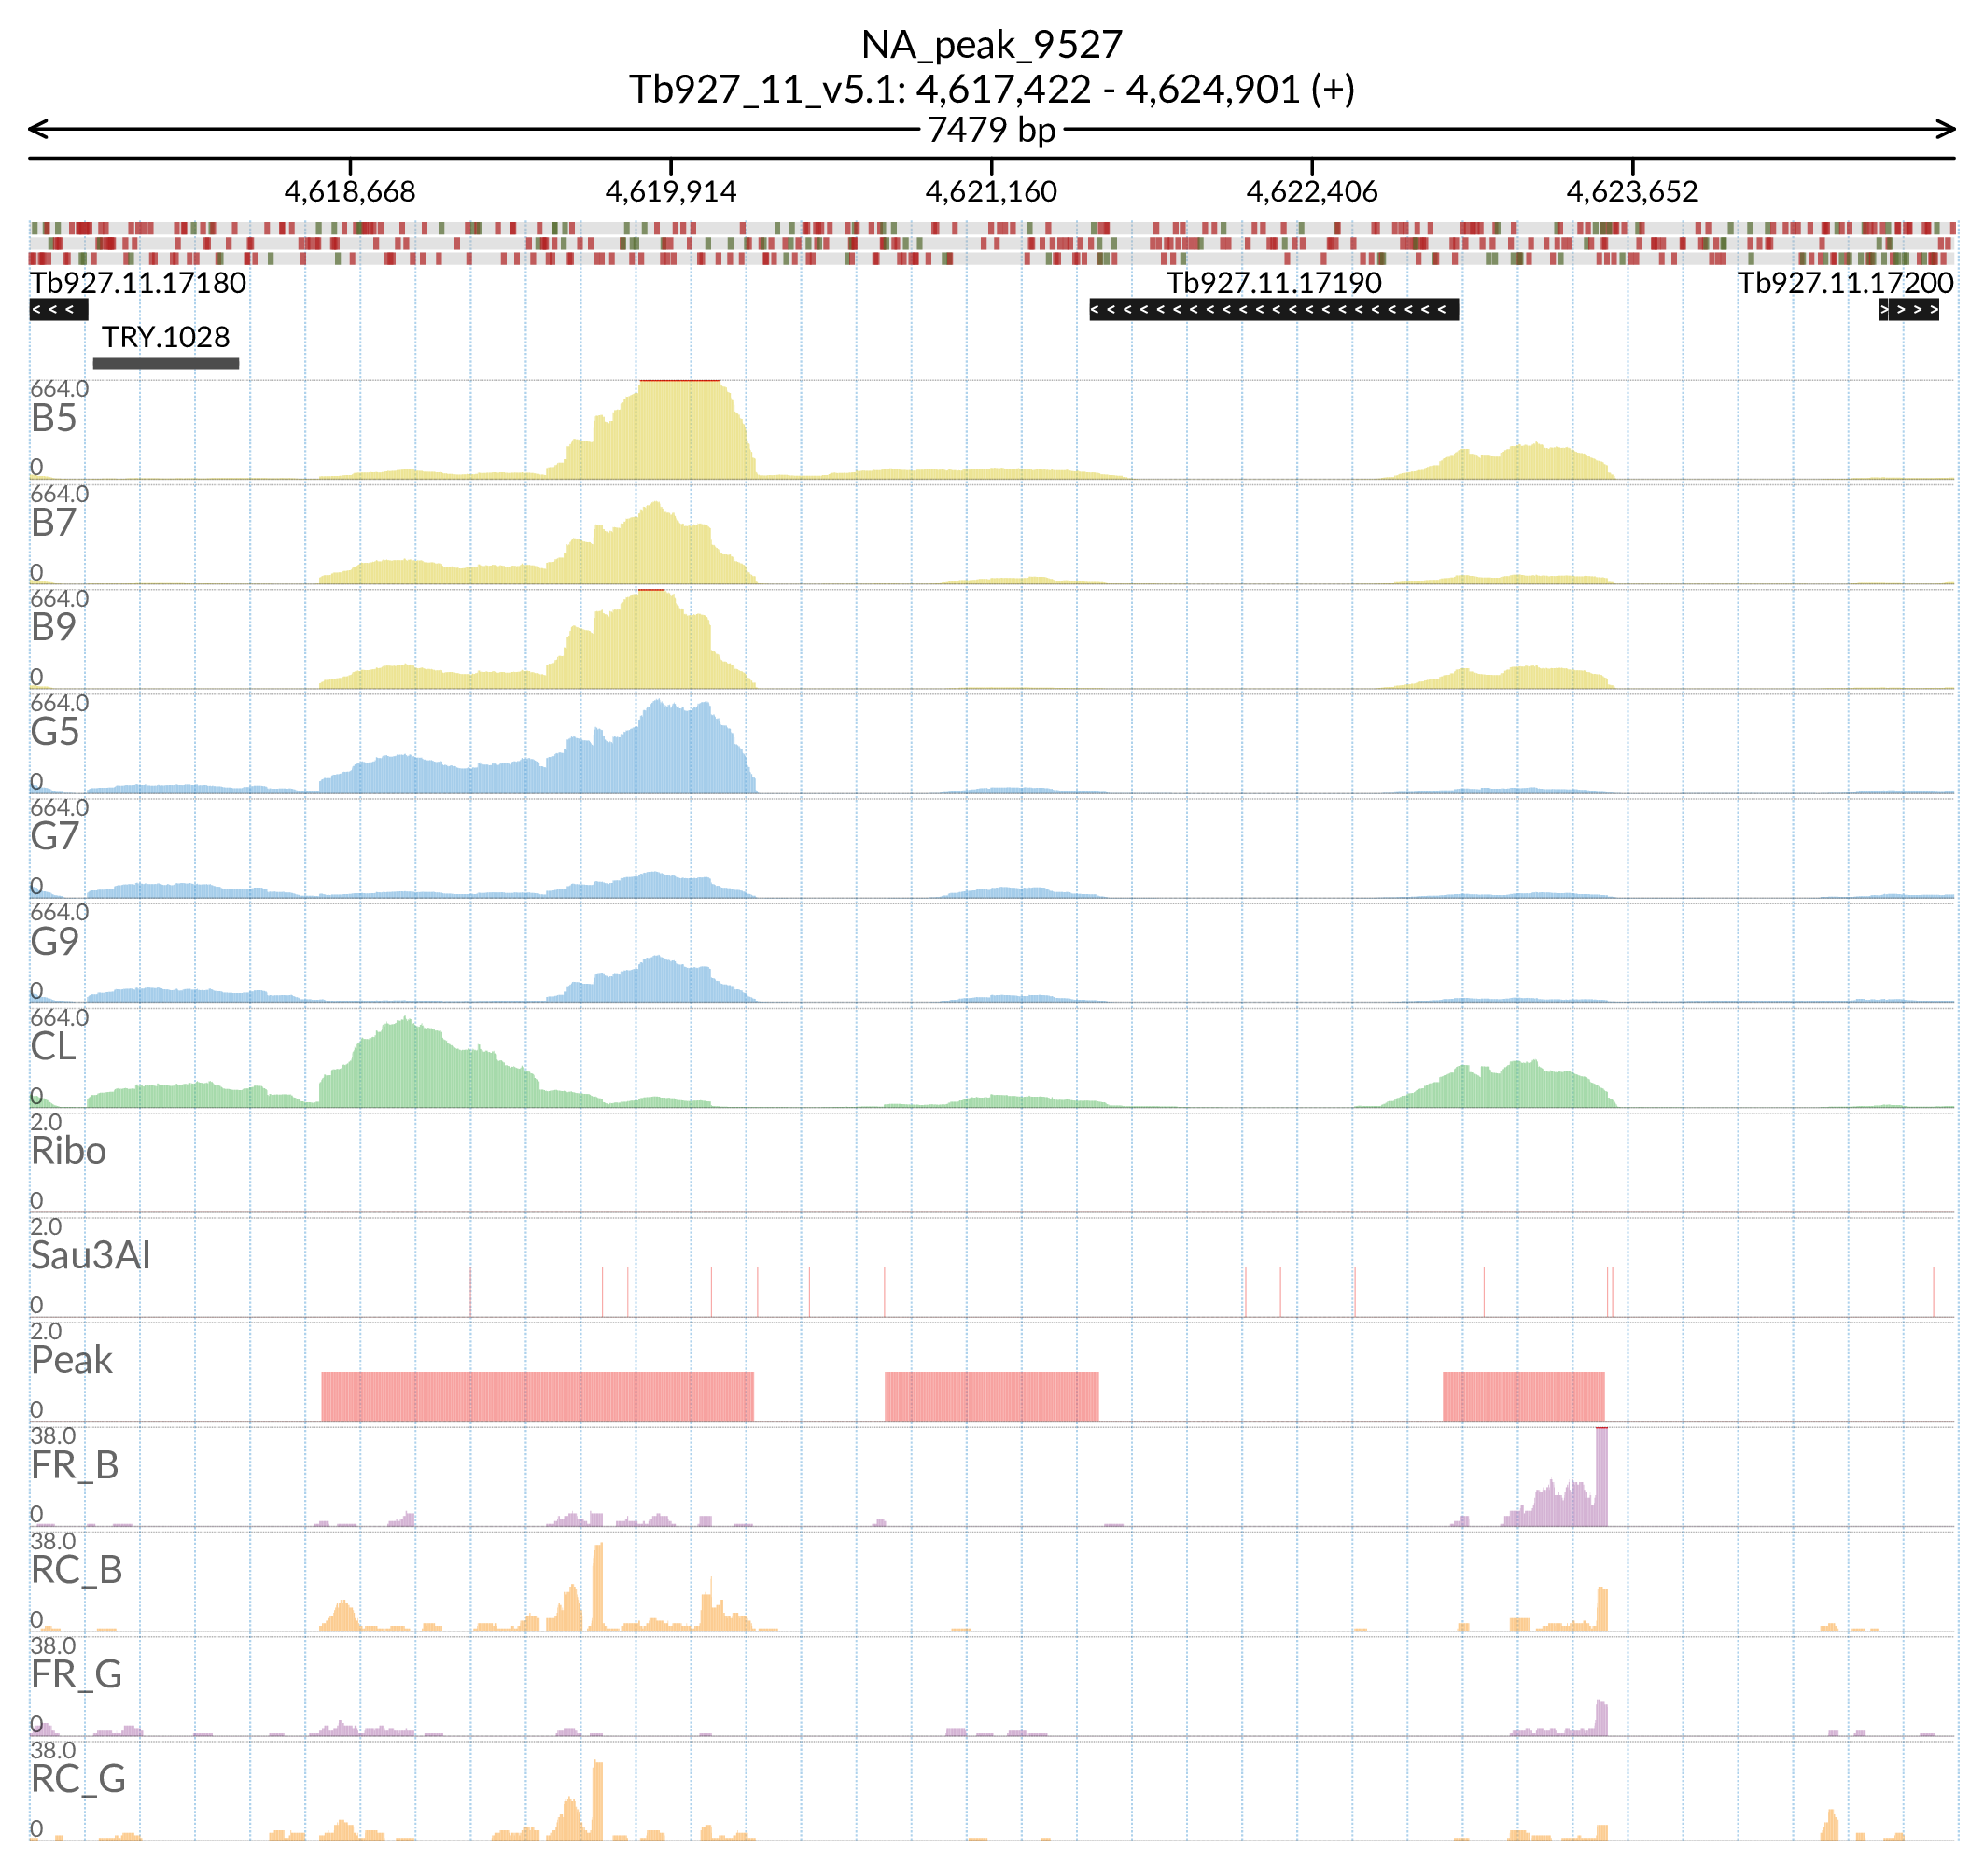 NA_peak_9527
Tb927_11_v5.1: 4,617,422 - 4,624,901 (+)
7479 bp
4,618,668 4,619,914 4,621,160 4,622,406 4,623,652
Tb927.11.17180 Tb927.11.17190 Tb927.11.17200
< < < < < < < < < < < < < < < < < < < < < < < < < > > > >
TRY.1028
664.0
B5
0
664.0
B7
0
664.0
B9
0
664.0
G5
0
664.0
G7
0
664.0
G9
0
664.0
CL
0
2.0
Ribo
0
2.0
Sau3AI
0
2.0
Peak
0
38.0
FR_B
0
38.0
RC_B
0
38.0
FR_G
0
38.0
RC_G
0